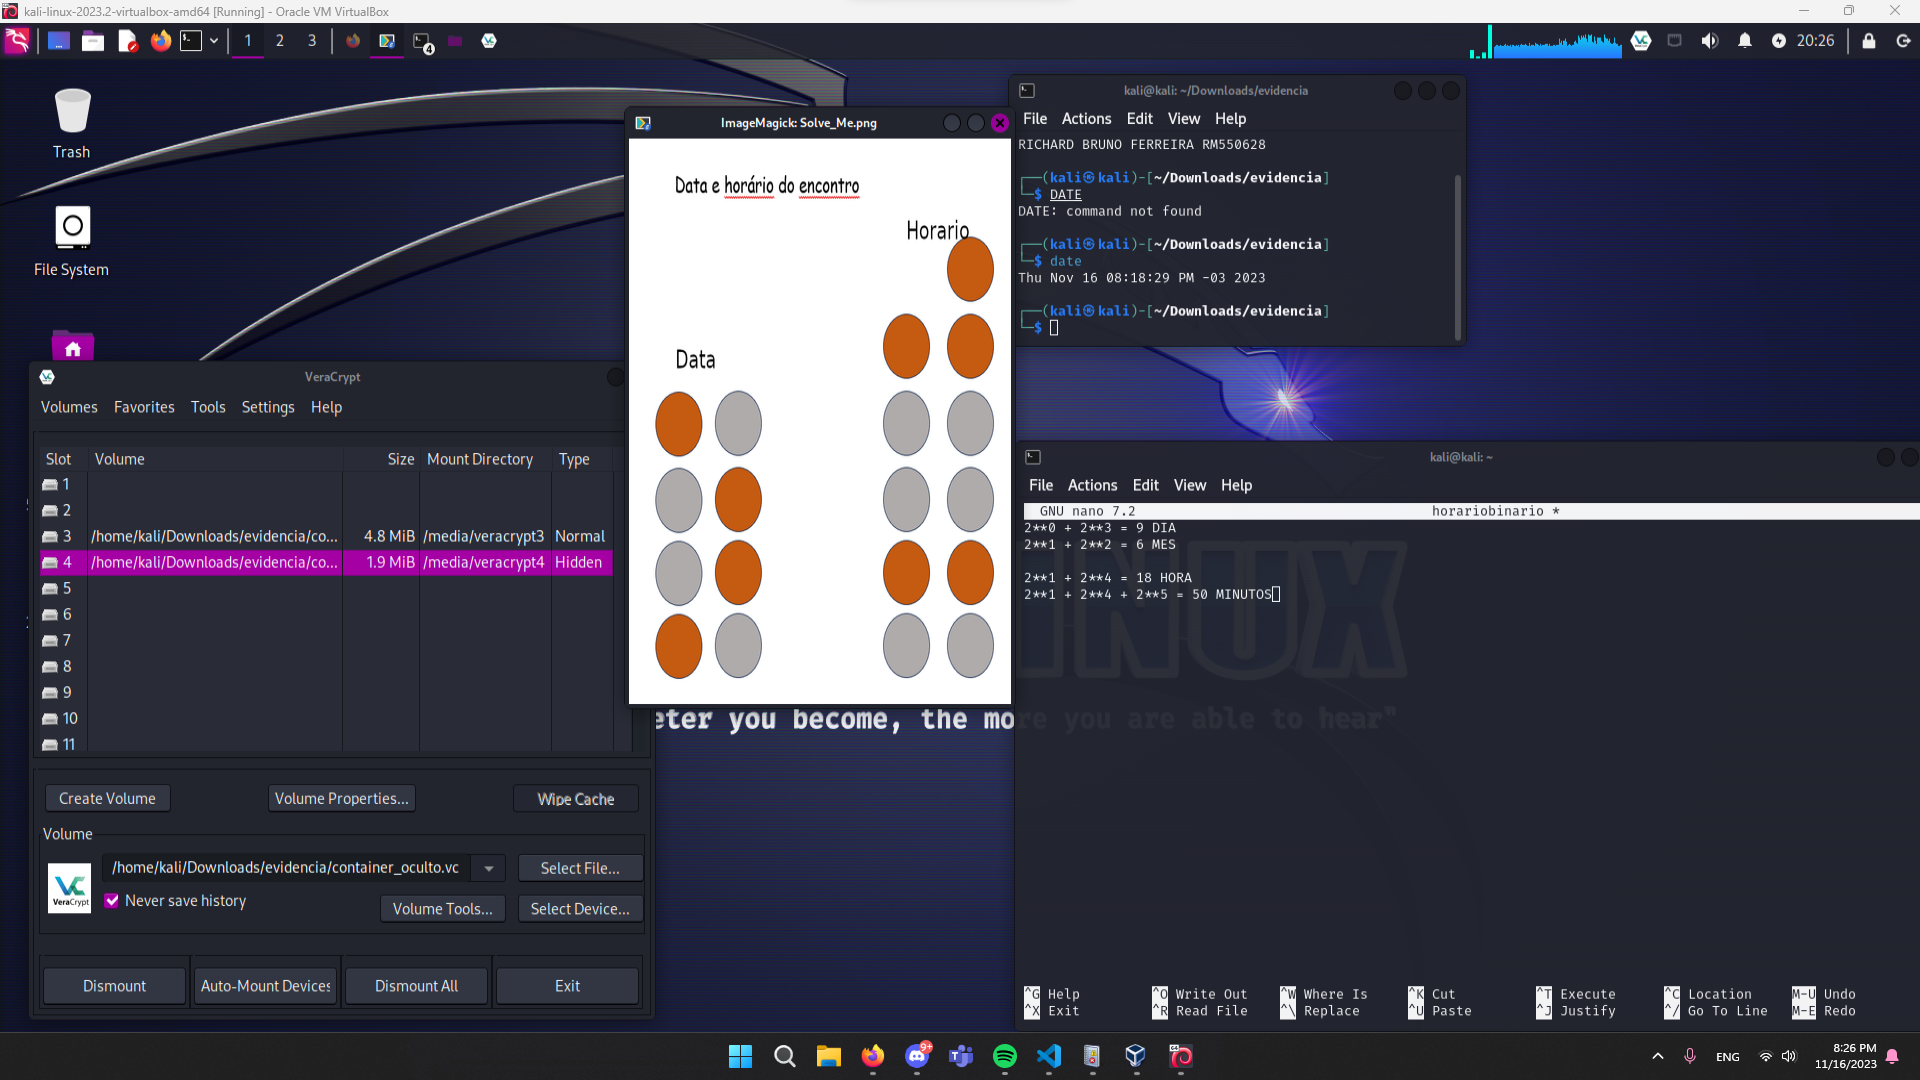 kali-linux-2023.2-virtualbox-amd64 [Running] - Oracle VM VirtualBox
1 2 3
4
20:26
Trash
File System
VeraCrypt
Volumes Favorites Tools Settings Help
Slot Volume Size Mount Directory Type
1
2
3 /home/kali/Downloads/evidencia/co... 4.8 MiB /media/veracrypt3 Normal
4 /home/kali/Downloads/evidencia/co... 1.9 MiB /media/veracrypt4 Hidden
5
6
7
8
9
10
11
Create Volume Volume Properties... Wipe Cache
Volume
/home/kali/Downloads/evidencia/container_oculto.vc Select File...
VeraCrypt
Never save history
Volume Tools... Select Device...
Dismount Auto-Mount Devices Dismount All Exit
ImageMagick: Solve_Me.png
Data e horário do encontro
Horario
Data
kali@kali: ~/Downloads/evidencia
File Actions Edit View Help
RICHARD BRUNO FERREIRA RM550628
(kali㉿kali)-[~/Downloads/evidencia]
$ DATE
DATE: command not found
(kali㉿kali)-[~/Downloads/evidencia]
$ date
Thu Nov 16 08:18:29 PM -03 2023
(kali㉿kali)-[~/Downloads/evidencia]
$
kali@kali: ~
File Actions Edit View Help
GNU nano 7.2 horariobinario *
2**0 + 2**3 = 9 DIA
2**1 + 2**2 = 6 MES
2**1 + 2**4 = 18 HORA
2**1 + 2**4 + 2**5 = 50 MINUTOS
^G Help ^O Write Out ^W Where Is ^K Cut ^T Execute ^C Location M-U Undo
^X Exit ^R Read File ^\ Replace ^U Paste ^J Justify ^/ Go To Line M-E Redo
INUX
eter you become, the more you are able to hear"
9+
ENG
8:26 PM
11/16/2023